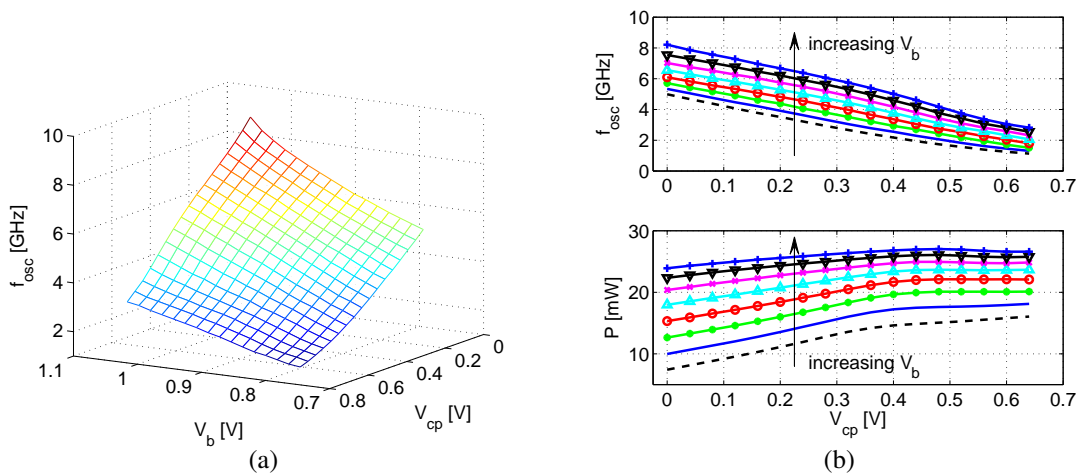 10
8
6
4
2
f_osc [GHz]
1.1
1
0.9
0.8
0.7
V_b [V]
0.8
0.6
0.4
0.2
0
V_cp [V]
(a)
10
8
6
4
2
0
f_osc [GHz]
increasing V_b
0 0.1 0.2 0.3 0.4 0.5 0.6 0.7
30
20
10
P [mW]
increasing V_b
0 0.1 0.2 0.3 0.4 0.5 0.6 0.7
V_cp [V]
(b)